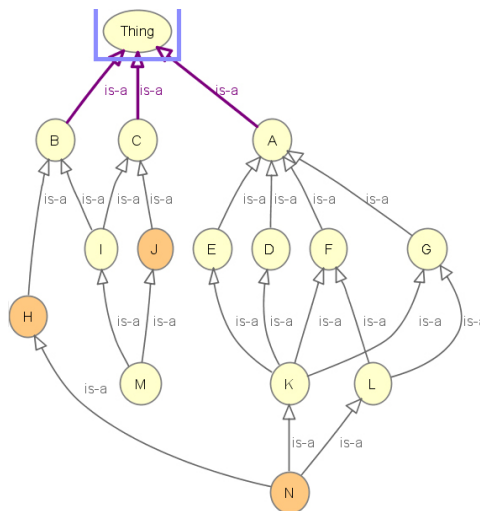 Thing
is-a is-a is-a
B C A
is-a is-a is-a is-a is-a is-a is-a is-a
I J E D F G
H
is-a is-a is-a is-a is-a is-a is-a is-a
M K L
is-a
is-a is-a
N